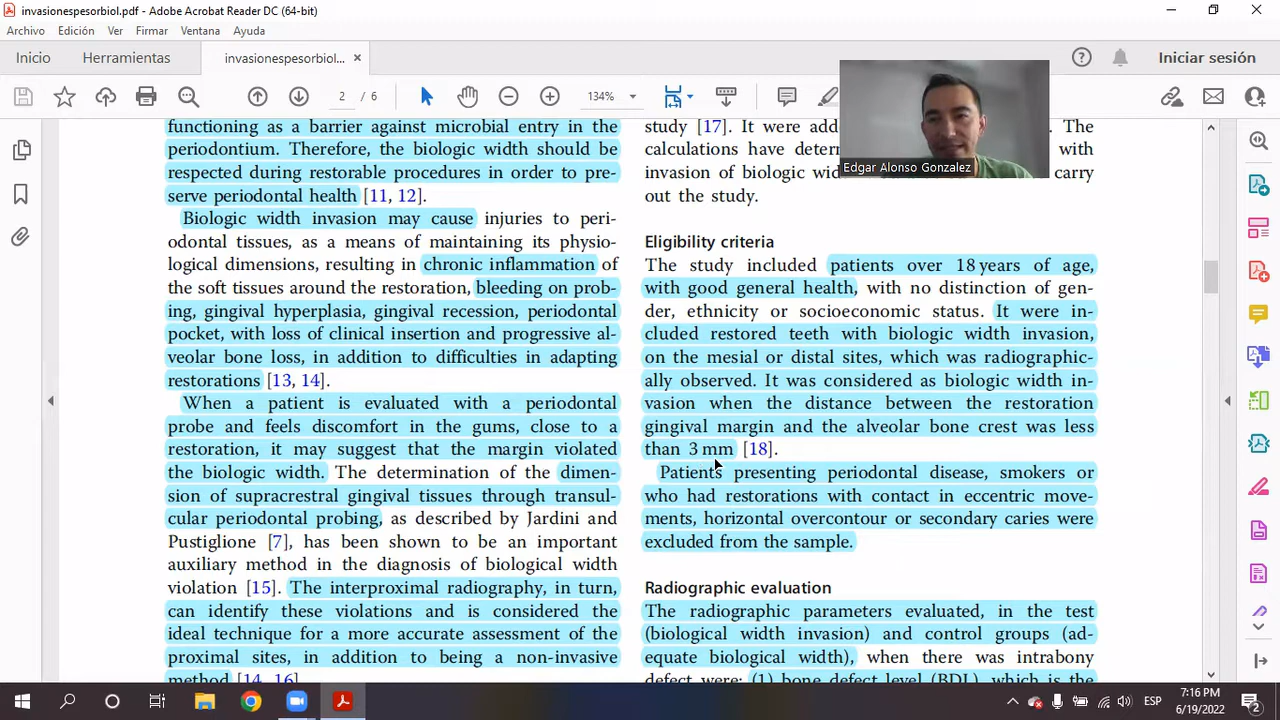 invasionespesorbiol.pdf - Adobe Acrobat Reader DC (64-bit)
Archivo Edición Ver Firmar Ventana Ayuda
Inicio Herramientas invasionespesorbiol... Iniciar sesión
2 / 6 134%
Edgar Alonso Gonzalez
functioning as a barrier against microbial entry in the
periodontium. Therefore, the biologic width should be
respected during restorable procedures in order to pre-
serve periodontal health [11, 12].
Biologic width invasion may cause injuries to peri-
odontal tissues, as a means of maintaining its physio-
logical dimensions, resulting in chronic inflammation of
the soft tissues around the restoration, bleeding on prob-
ing, gingival hyperplasia, gingival recession, periodontal
pocket, with loss of clinical insertion and progressive al-
veolar bone loss, in addition to difficulties in adapting
restorations [13, 14].
When a patient is evaluated with a periodontal
probe and feels discomfort in the gums, close to a
restoration, it may suggest that the margin violated
the biologic width. The determination of the dimen-
sion of supracrestral gingival tissues through transul-
cular periodontal probing, as described by Jardini and
Pustiglione [7], has been shown to be an important
auxiliary method in the diagnosis of biological width
violation [15]. The interproximal radiography, in turn,
can identify these violations and is considered the
ideal technique for a more accurate assessment of the
proximal sites, in addition to being a non-invasive
method [14, 16].
study [17]. It were add The
calculations have deter with
invasion of biologic wid carry
out the study.
Eligibility criteria
The study included patients over 18 years of age,
with good general health, with no distinction of gen-
der, ethnicity or socioeconomic status. It were in-
cluded restored teeth with biologic width invasion,
on the mesial or distal sites, which was radiographic-
ally observed. It was considered as biologic width in-
vasion when the distance between the restoration
gingival margin and the alveolar bone crest was less
than 3 mm [18].
Patients presenting periodontal disease, smokers or
who had restorations with contact in eccentric move-
ments, horizontal overcontour or secondary caries were
excluded from the sample.
Radiographic evaluation
The radiographic parameters evaluated, in the test
(biological width invasion) and control groups (ad-
equate biological width), when there was intrabony
defect were: (1) bone defect level (BDL), which is the
ESP
7:16 PM
6/19/2022
2